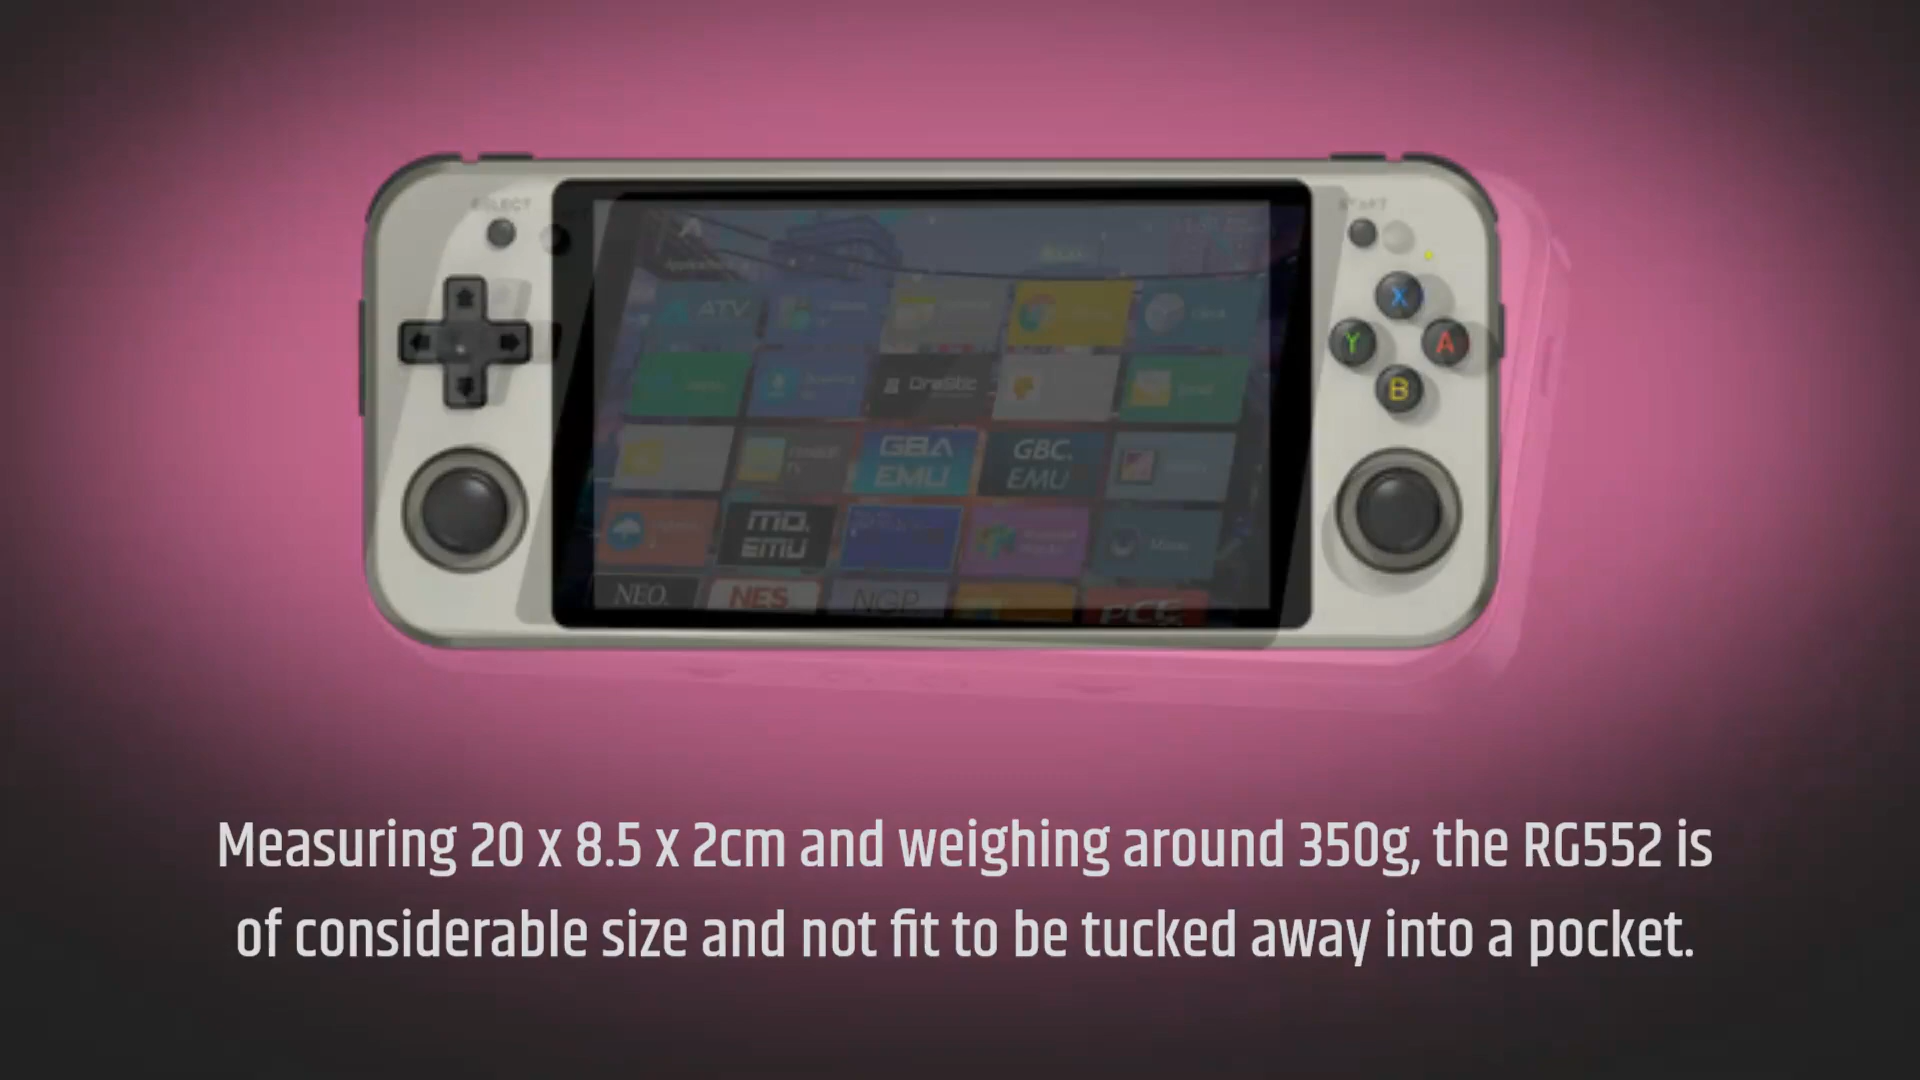 SELECT
START
ATV
X
Y
A
B
DraStic
GBA
EMU
GBC.
EMU
MD.
EMU
NEO.
NES
NGP
PCE
Measuring 20 x 8.5 x 2cm and weighing around 350g, the RG552 is
of considerable size and not fit to be tucked away into a pocket.